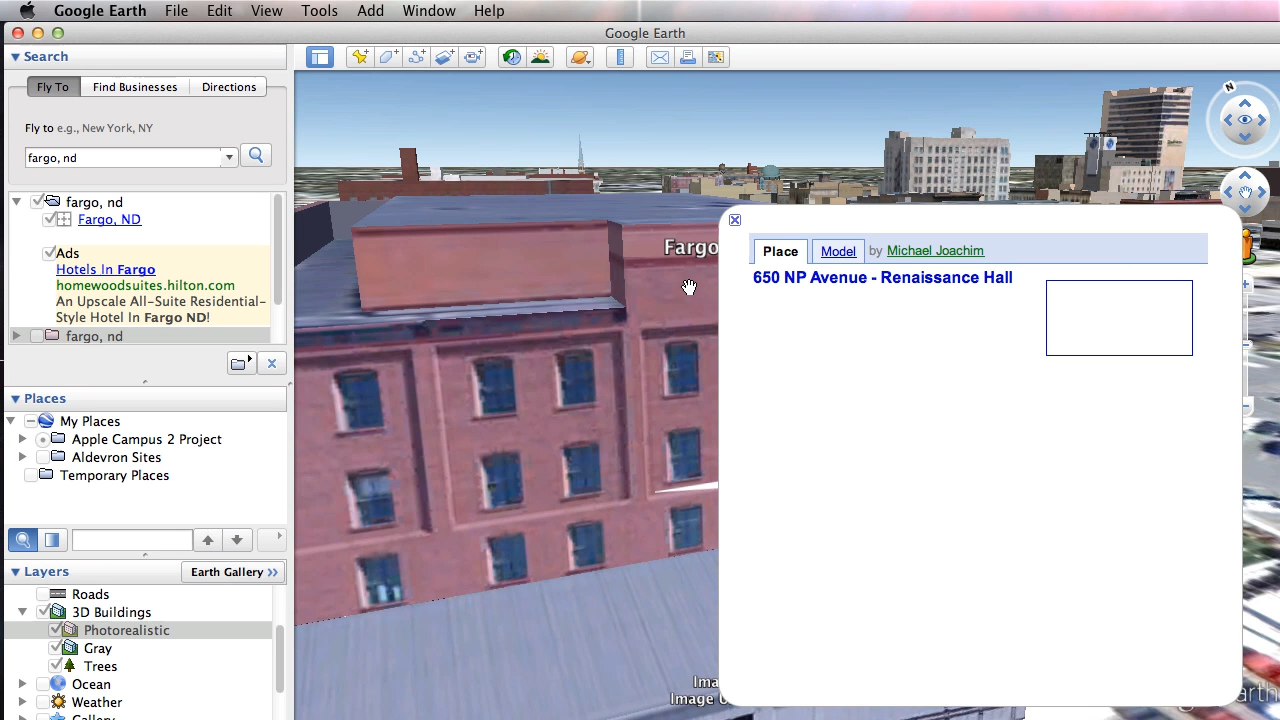 Google Earth File Edit View Tools Add Window Help
Google Earth
Search
Fly To Find Businesses Directions
Fly to e.g., New York, NY
fargo, nd
fargo, nd
Fargo, ND
Ads
Hotels In Fargo
homewoodsuites.hilton.com
An Upscale All-Suite Residential-
Style Hotel In Fargo ND!
fargo, nd
Places
My Places
Apple Campus 2 Project
Aldevron Sites
Temporary Places
Layers
Earth Gallery >>
Roads
3D Buildings
Photorealistic
Gray
Trees
Ocean
Weather
Gallery
N
Fargo
Place Model by Michael Joachim
650 NP Avenue - Renaissance Hall
Ima
Image
earth